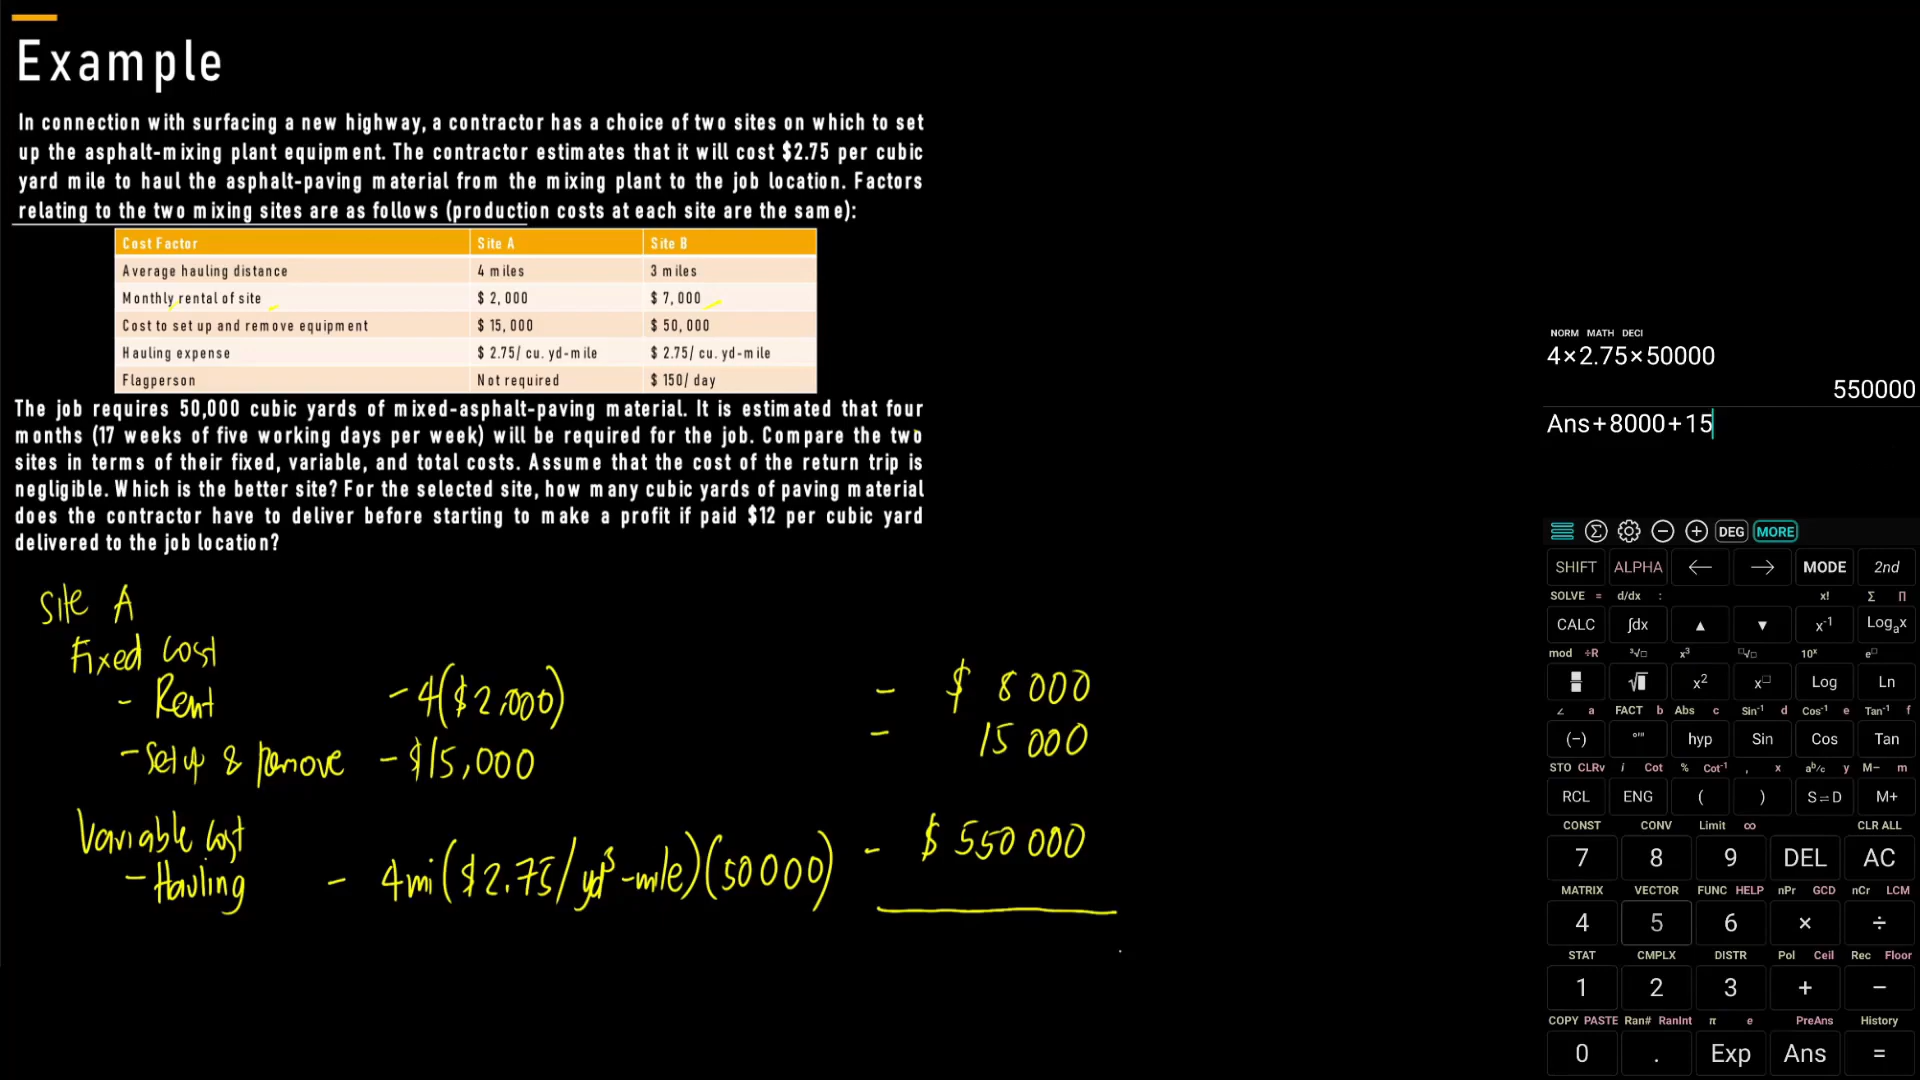 Example
In connection with surfacing a new highway, a contractor has a choice of two sites on which to set
up the asphalt-mixing plant equipment. The contractor estimates that it will cost $2.75 per cubic
yard mile to haul the asphalt-paving material from the mixing plant to the job location. Factors
relating to the two mixing sites are as follows (production costs at each site are the same):
Cost Factor Site A Site B
Average hauling distance 4 miles 3 miles
Monthly rental of site $ 2, 000 $ 7, 000
Cost to set up and remove equipment $ 15, 000 $ 50, 000
Hauling expense $ 2.75/ cu. yd-mile $ 2.75/ cu. yd-mile
Flagperson Not required $ 150/ day
The job requires 50,000 cubic yards of mixed-asphalt-paving material. It is estimated that four
months (17 weeks of five working days per week) will be required for the job. Compare the two
sites in terms of their fixed, variable, and total costs. Assume that the cost of the return trip is
negligible. Which is the better site? For the selected site, how many cubic yards of paving material
does the contractor have to deliver before starting to make a profit if paid $12 per cubic yard
delivered to the job location?
Site A
Fixed cost
- Rent - 4($2,000) - $ 8 000
- Set up & remove - $15,000 - 15 000
Variable cost
- Hauling - 4mi($2.75/yd³-mile)(50000) - $ 550 000
NORM MATH DECI
4×2.75×50000
550000
Ans+8000+15
DEG MORE
SHIFT ALPHA ← → MODE 2nd
SOLVE = d/dx : x! Σ Π
CALC ∫dx ▲ ▼ x⁻¹ Logₐx
mod ÷R ³√□ x³ □√□ 10ˣ e□
√□ x² x□ Log Ln
∠ a FACT b Abs c Sin⁻¹ d Cos⁻¹ e Tan⁻¹ f
(−) °''' hyp Sin Cos Tan
STO CLRv i Cot % Cot⁻¹ , x aᵇ/c y M− m
RCL ENG ( ) S⇌D M+
CONST CONV Limit ∞ CLR ALL
7 8 9 DEL AC
MATRIX VECTOR FUNC HELP nPr GCD nCr LCM
4 5 6 × ÷
STAT CMPLX DISTR Pol Ceil Rec Floor
1 2 3 + −
COPY PASTE Ran# RanInt π e PreAns History
0 . Exp Ans =